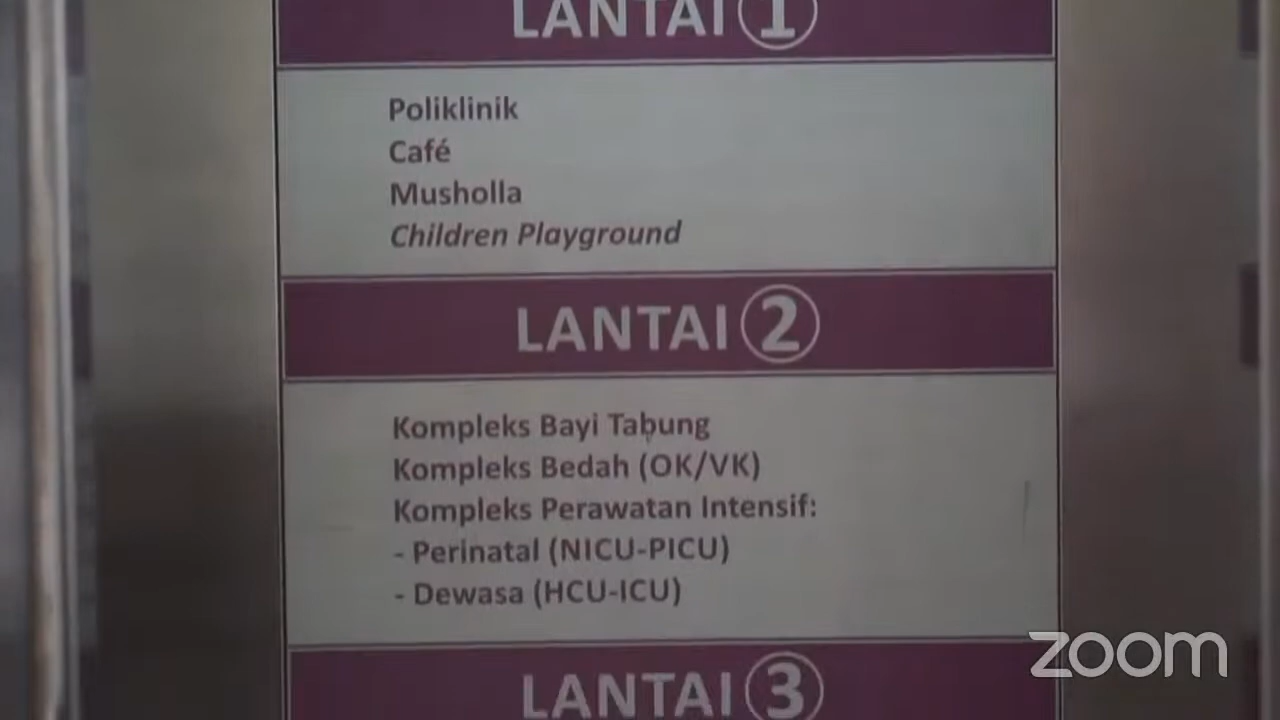 LANTAI 1
Poliklinik
Café
Musholla
Children Playground
LANTAI 2
Kompleks Bayi Tabung
Kompleks Bedah (OK/VK)
Kompleks Perawatan Intensif:
- Perinatal (NICU-PICU)
- Dewasa (HCU-ICU)
LANTAI 3
zoom